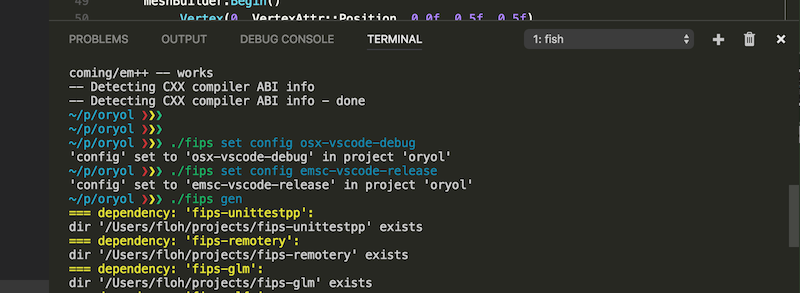 49 meshBuilder.Begin()
50 .Vertex(0, VertexAttr::Position, 0.0f, 0.5f, 0.5f)
PROBLEMS OUTPUT DEBUG CONSOLE TERMINAL 1: fish
coming/em++ -- works
-- Detecting CXX compiler ABI info
-- Detecting CXX compiler ABI info - done
~/p/oryol ❯❯❯
~/p/oryol ❯❯❯
~/p/oryol ❯❯❯ ./fips set config osx-vscode-debug
'config' set to 'osx-vscode-debug' in project 'oryol'
~/p/oryol ❯❯❯ ./fips set config emsc-vscode-release
'config' set to 'emsc-vscode-release' in project 'oryol'
~/p/oryol ❯❯❯ ./fips gen
=== dependency: 'fips-unittestpp':
dir '/Users/floh/projects/fips-unittestpp' exists
=== dependency: 'fips-remotery':
dir '/Users/floh/projects/fips-remotery' exists
=== dependency: 'fips-glm':
dir '/Users/floh/projects/fips-glm' exists